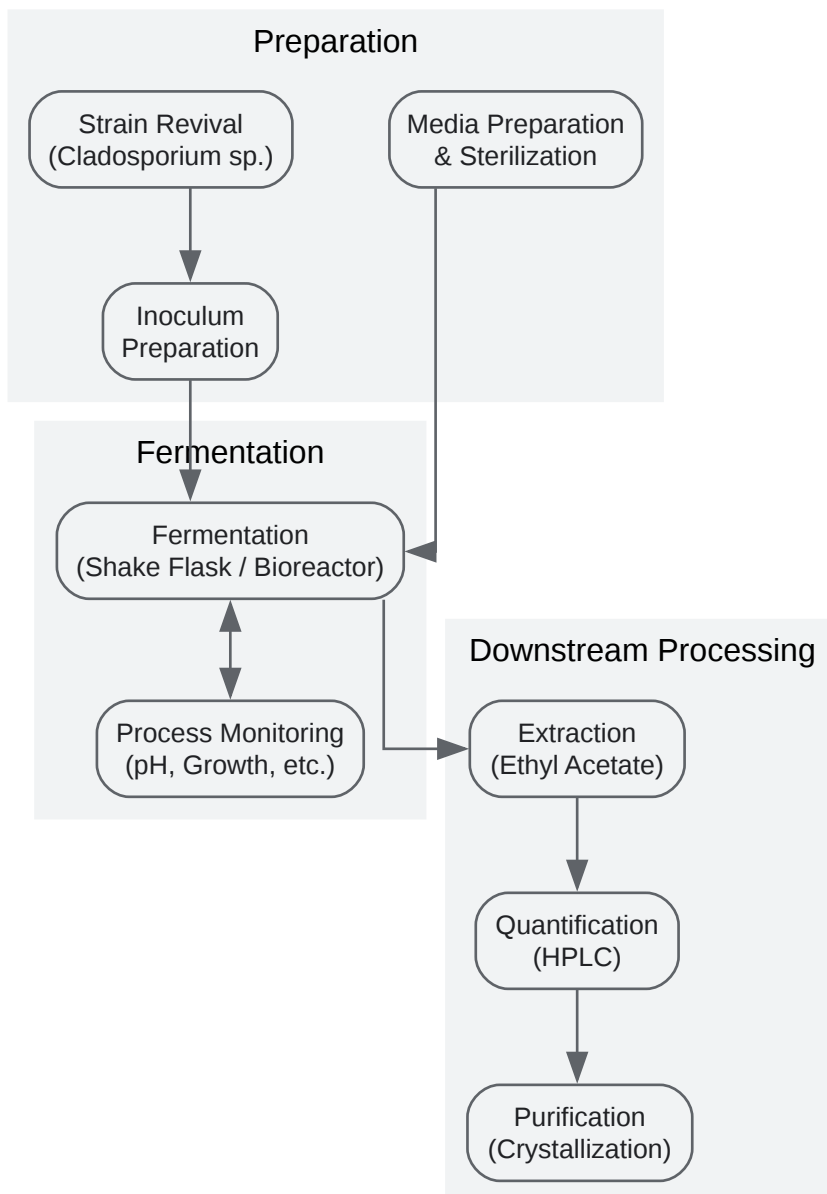 Preparation
Strain Revival
(Cladosporium sp.)
Media Preparation
& Sterilization
Inoculum
Preparation
Fermentation
Fermentation
(Shake Flask / Bioreactor)
Process Monitoring
(pH, Growth, etc.)
Downstream Processing
Extraction
(Ethyl Acetate)
Quantification
(HPLC)
Purification
(Crystallization)